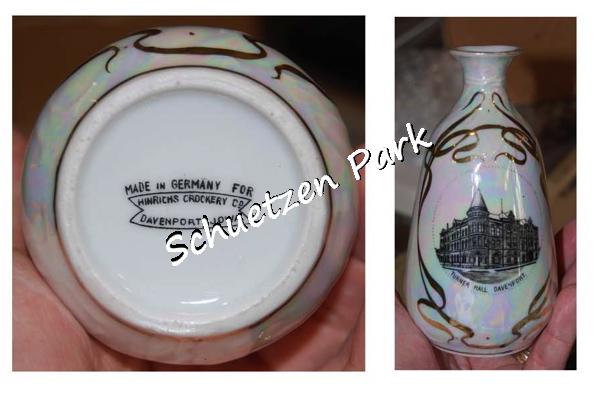 MADE IN GERMANY FOR
HINRICHS CROCKERY CO
DAVENPORT, IOWA
Schuetzen Park
TURNER HALL DAVENPORT.